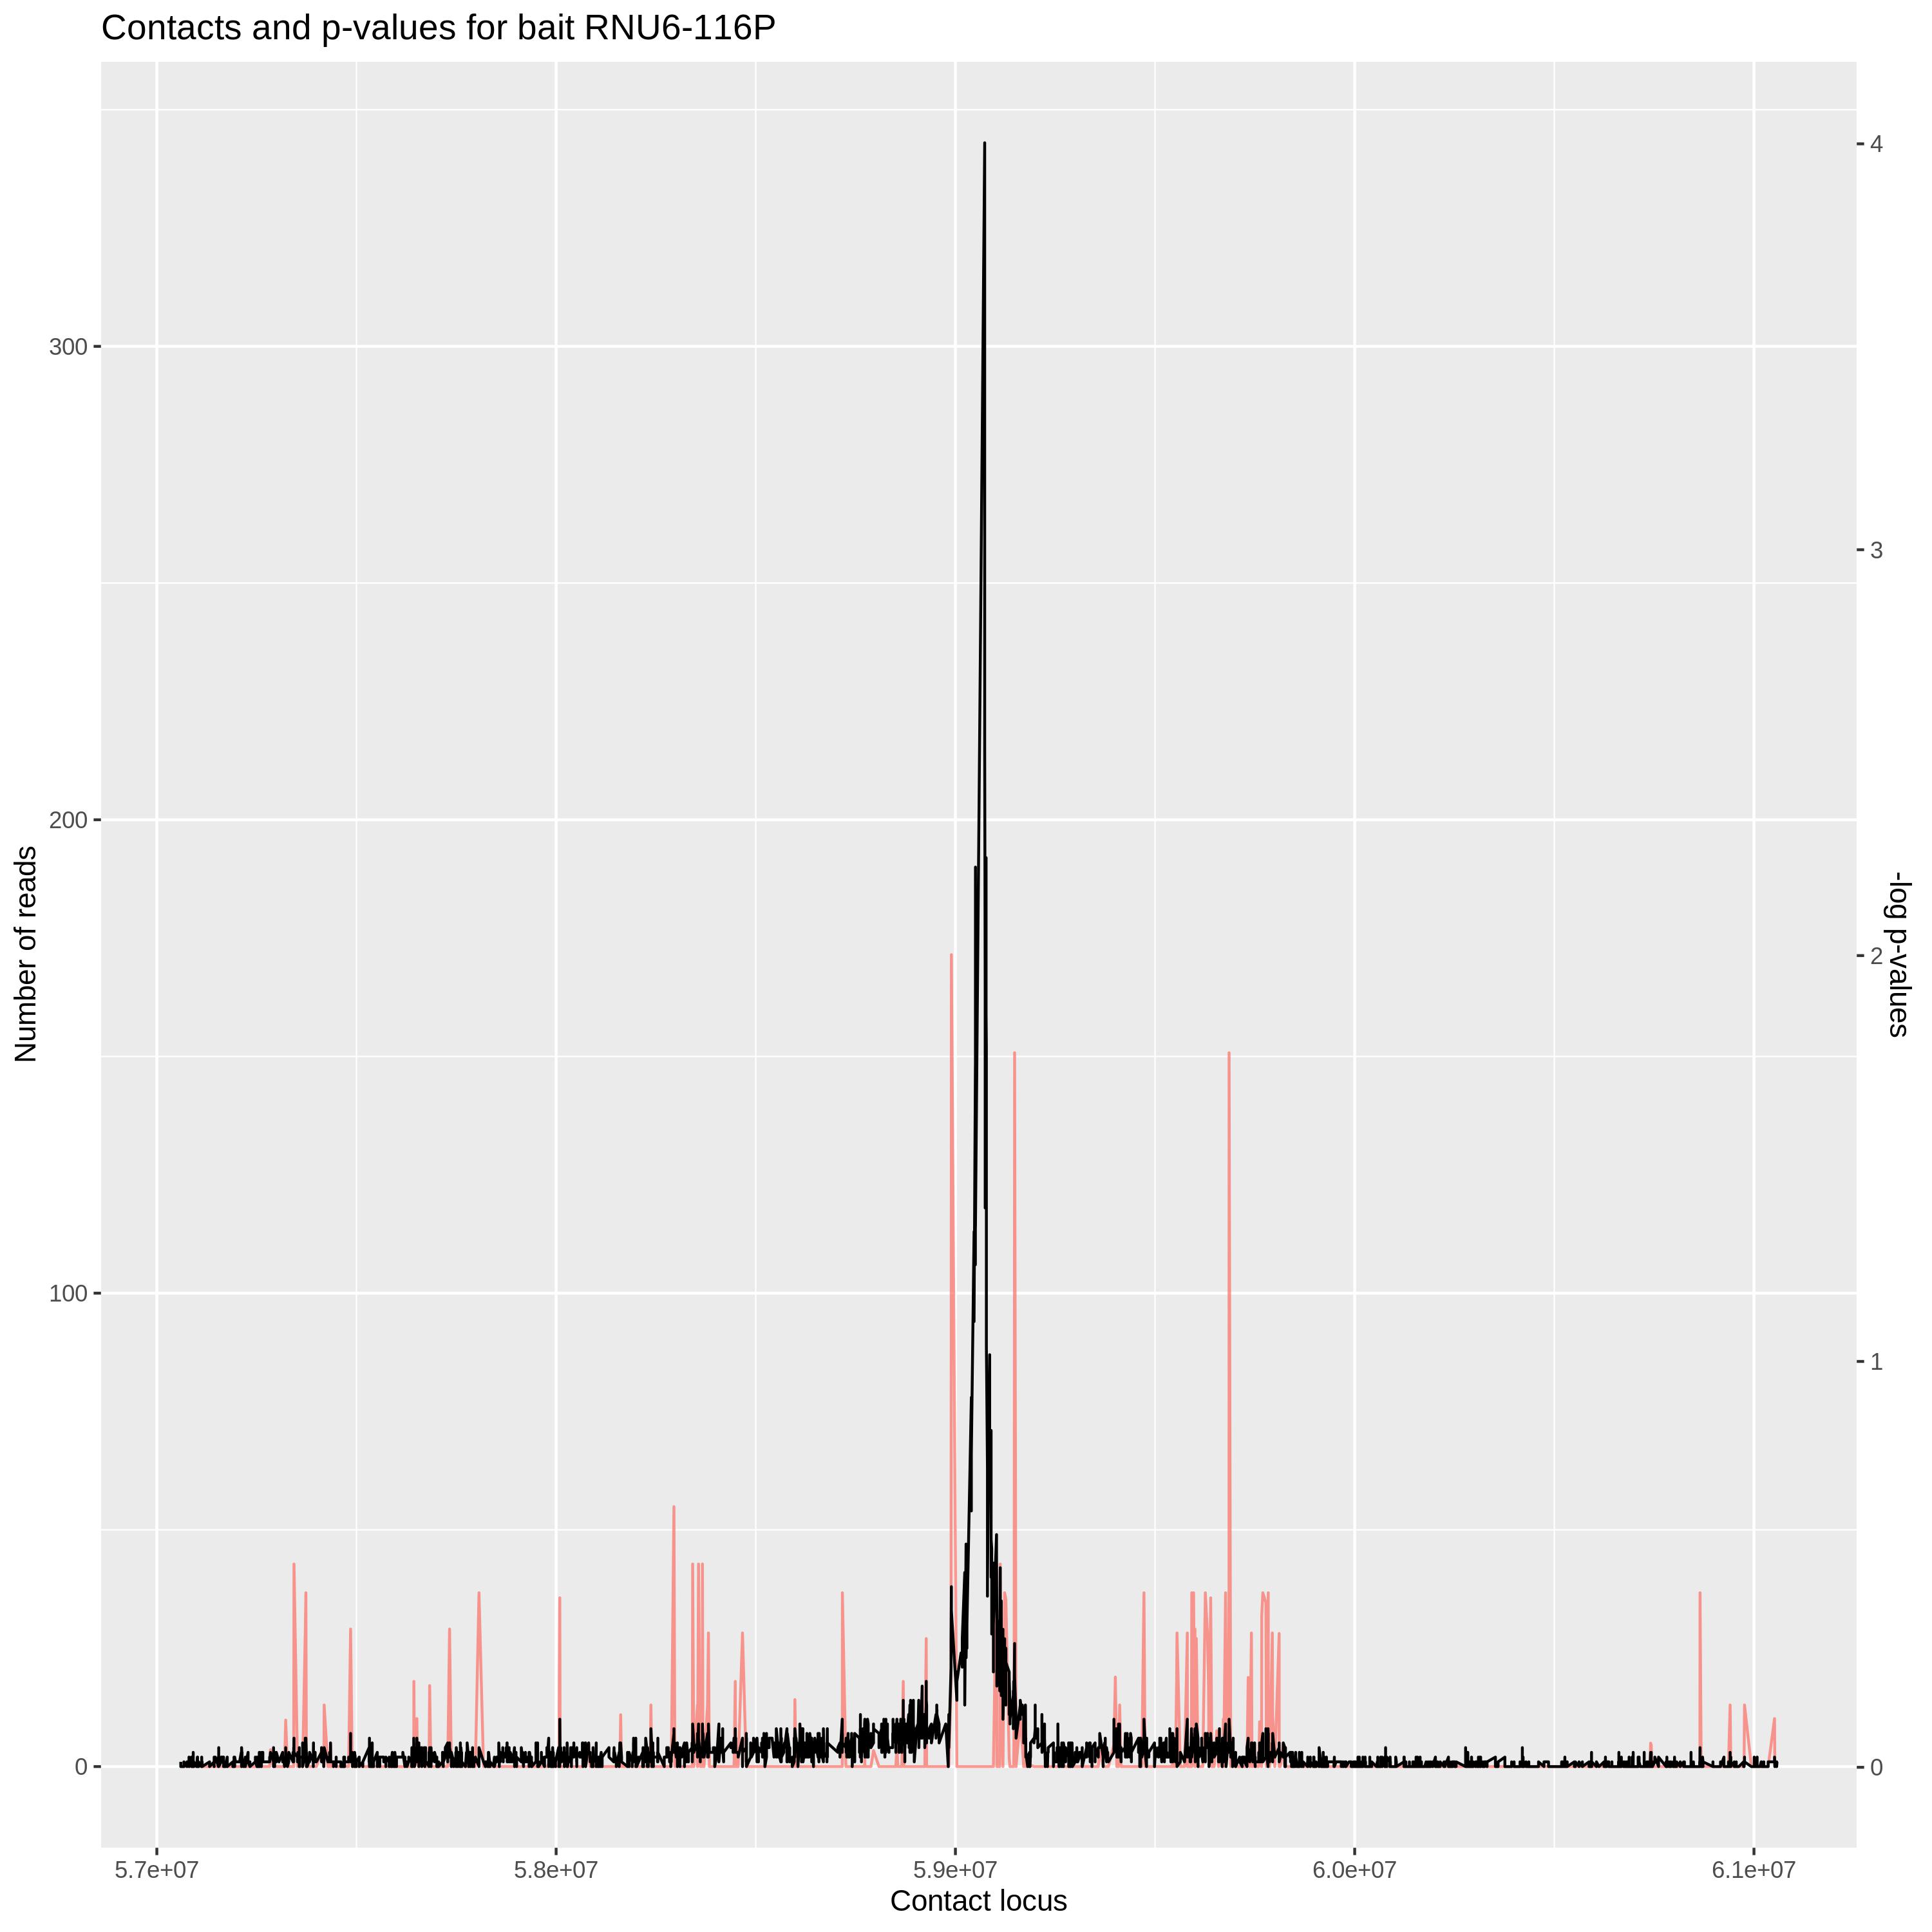 Contacts and p-values for bait RNU6-116P
4
300
3
200
Number of reads
-log p-values
2
100
1
0
0
5.7e+07
5.8e+07
5.9e+07
6.0e+07
6.1e+07
Contact locus